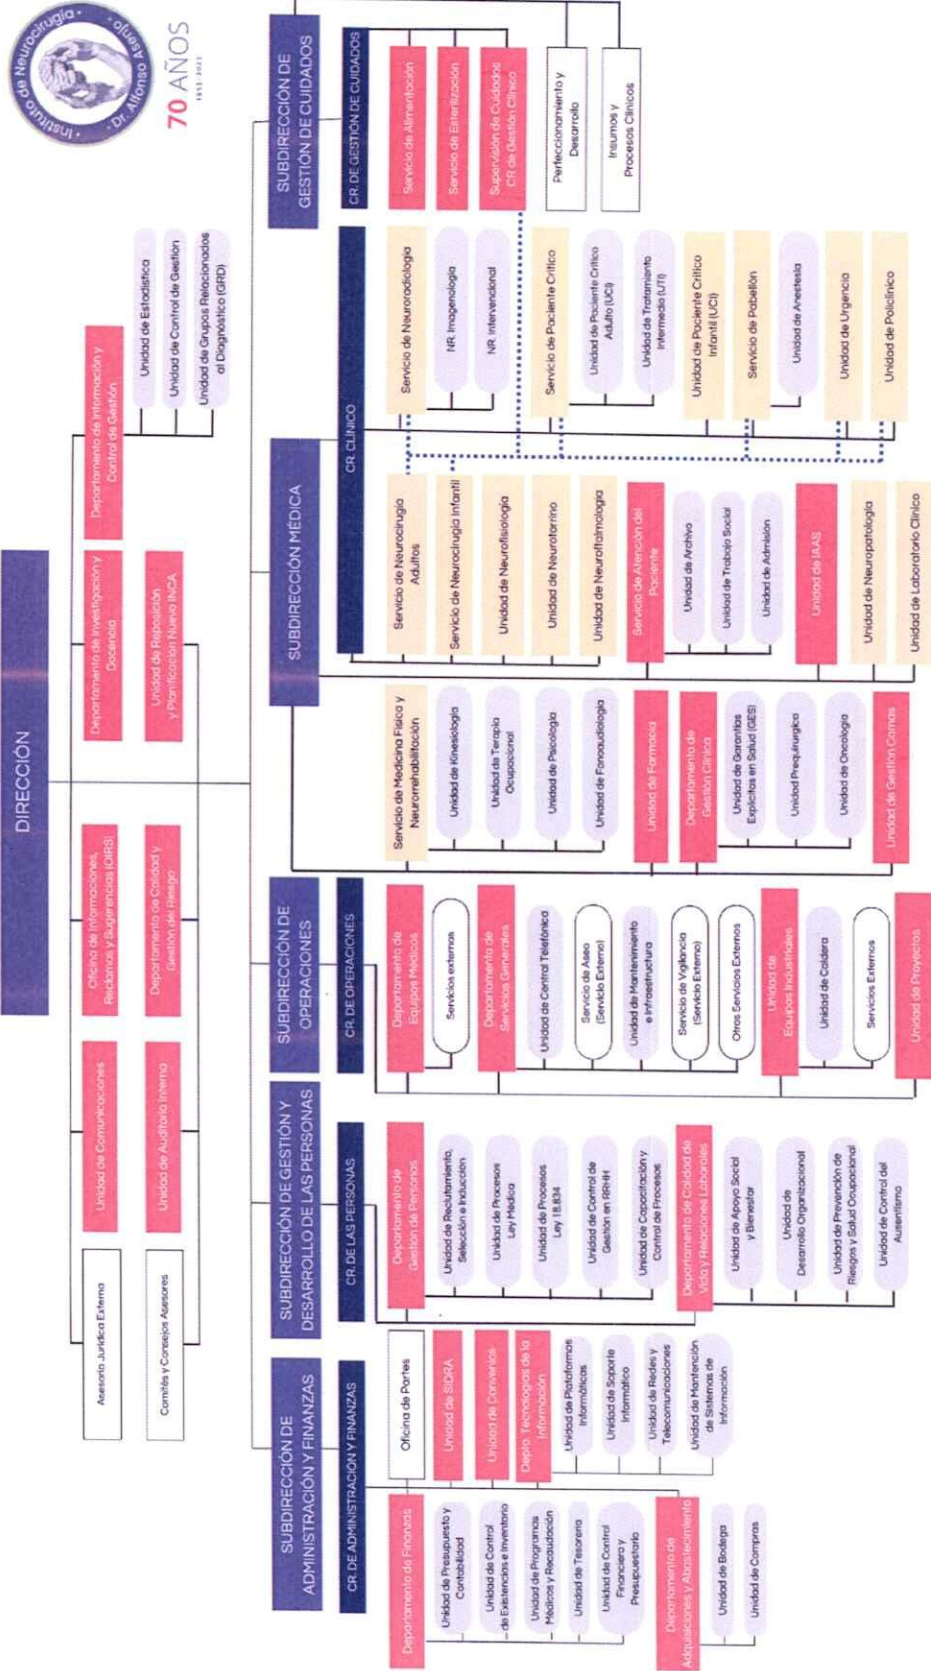 Instituto de Neurocirugía
Dr. Alfonso Asenjo
70 AÑOS
1953-2023
DIRECCIÓN
Asesoría Jurídica Externa
Unidad de Comunicaciones
Oficina de Informaciones,
Reclamos y Sugerencias (OIRS)
Departamento de Investigación y
Docencia
Departamento de Información y
Control de Gestión
Unidad de Estadística
Unidad de Control de Gestión
Unidad de Grupos Relacionados
al Diagnóstico (GRD)
Comités y Consejos Asesores
Unidad de Auditoría Interna
Departamento de Calidad y
Gestión del Riesgo
Unidad de Reposición
y Planificación Nuevo INCA
SUBDIRECCIÓN DE
ADMINISTRACIÓN Y FINANZAS
CR. DE ADMINISTRACIÓN Y FINANZAS
Departamento de Finanzas
Unidad de Presupuesto y
Contabilidad
Unidad de Control
de Existencias e Inventario
Unidad de Programas
Médicos y Recaudación
Unidad de Tesorería
Unidad de Control
Financiero y
Presupuestario
Departamento de
Adquisiciones y Abastecimiento
Unidad de Bodega
Unidad de Compras
Oficina de Partes
Unidad de SIDRA
Unidad de Convenios
Depto. Tecnologías de la
Información
Unidad de Plataformas
Informáticas
Unidad de Soporte
Informático
Unidad de Redes y
Telecomunicaciones
Unidad de Mantención
de Sistemas de
Información
SUBDIRECCIÓN DE GESTIÓN Y
DESARROLLO DE LAS PERSONAS
CR. DE LAS PERSONAS
Departamento de
Gestión de Personas
Unidad de Reclutamiento,
Selección e Inducción
Unidad de Procesos
Ley Médica
Unidad de Procesos
Ley 18.834
Unidad de Control de
Gestión en RRHH
Unidad de Capacitación y
Control de Procesos
Departamento de Calidad de
Vida y Relaciones Laborales
Unidad de Apoyo Social
y Bienestar
Unidad de
Desarrollo Organizacional
Unidad de Prevención de
Riesgos y Salud Ocupacional
Unidad de Control del
Ausentismo
SUBDIRECCIÓN DE
OPERACIONES
CR. DE OPERACIONES
Departamento de
Equipos Médicos
Servicios externos
Departamento de
Servicios Generales
Unidad de Central Telefónica
Servicio de Aseo
(Servicio Externo)
Unidad de Mantenimiento
e Infraestructura
Servicio de Vigilancia
(Servicio Externo)
Otros Servicios Externos
Unidad de
Equipos Industriales
Unidad de Caldera
Servicios Externos
Unidad de Proyectos
SUBDIRECCIÓN MÉDICA
Servicio de Medicina Física y
Neurorrehabilitación
Unidad de Kinesiología
Unidad de Terapia
Ocupacional
Unidad de Psicología
Unidad de Fonoaudiología
Unidad de Farmacia
Departamento de
Gestión Clínica
Unidad de Garantías
Explícitas en Salud (GES)
Unidad Prequirurgica
Unidad de Oncología
Unidad de Gestión Camas
CR. CLÍNICO
Servicio de Neurocirugía
Adultos
Servicio de Neurocirugía Infantil
Unidad de Neurofisiología
Unidad de Neurotorrino
Unidad de Neuroftalmología
Servicio de Atención del
Paciente
Unidad de Archivo
Unidad de Trabajo Social
Unidad de Admisión
Unidad de IAAS
Unidad de Neuropatología
Unidad de Laboratorio Clínico
Servicio de Neuroradiología
NR. Imagenología
NR. Intervencional
Servicio de Paciente Crítico
Unidad de Paciente Crítico
Adulto (UCI)
Unidad de Tratamiento
Intermedio (UTI)
Unidad de Paciente Crítico
Infantil (UCI)
Servicio de Pabellón
Unidad de Anestesia
Unidad de Urgencia
Unidad de Policlínico
SUBDIRECCIÓN DE
GESTIÓN DE CUIDADOS
CR. DE GESTIÓN DE CUIDADOS
Servicio de Alimentación
Servicio de Esterilización
Supervisión de Cuidados
CR de Gestión Clínico
Perfeccionamiento y
Desarrollo
Insumos y
Procesos Clínicos